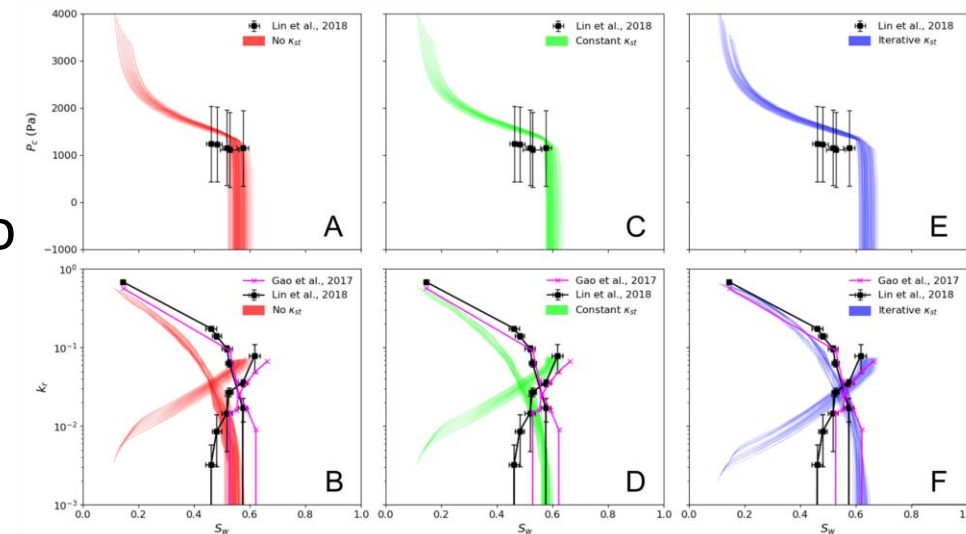 Lin et al., 2018
No κst
A
4000
3000
2000
1000
0
−1000
Pc (Pa)
Lin et al., 2018
Constant κst
C
Lin et al., 2018
Iterative κst
E
Gao et al., 2017
Lin et al., 2018
No κst
B
10⁰
10⁻¹
10⁻²
10⁻³
kr
0.0 0.2 0.4 0.6 0.8 1.0
Sw
Gao et al., 2017
Lin et al., 2018
Constant κst
D
0.0 0.2 0.4 0.6 0.8 1.0
Sw
Gao et al., 2017
Lin et al., 2018
Iterative κst
F
0.0 0.2 0.4 0.6 0.8
Sw